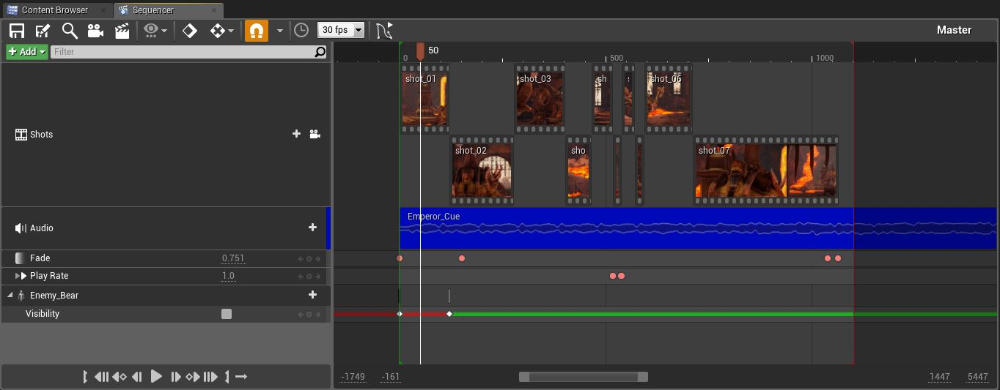 Content Browser
Sequencer
30 fps
Master
Add
Filter
50
0
500
1000
shot_01
shot_03
sh
s
shot_06
Shots
shot_02
sho
shot_07
Emperor_Cue
Audio
Fade
0.751
Play Rate
1.0
Enemy_Bear
Visibility
-1749
-161
1447
5447